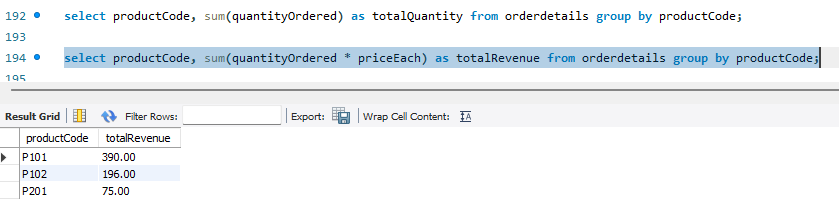 192 select productCode, sum(quantityOrdered) as totalQuantity from orderdetails group by productCode;
193
194 select productCode, sum(quantityOrdered * priceEach) as totalRevenue from orderdetails group by productCode;
195
Result Grid Filter Rows: Export: Wrap Cell Content:
productCode totalRevenue
P101 390.00
P102 196.00
P201 75.00